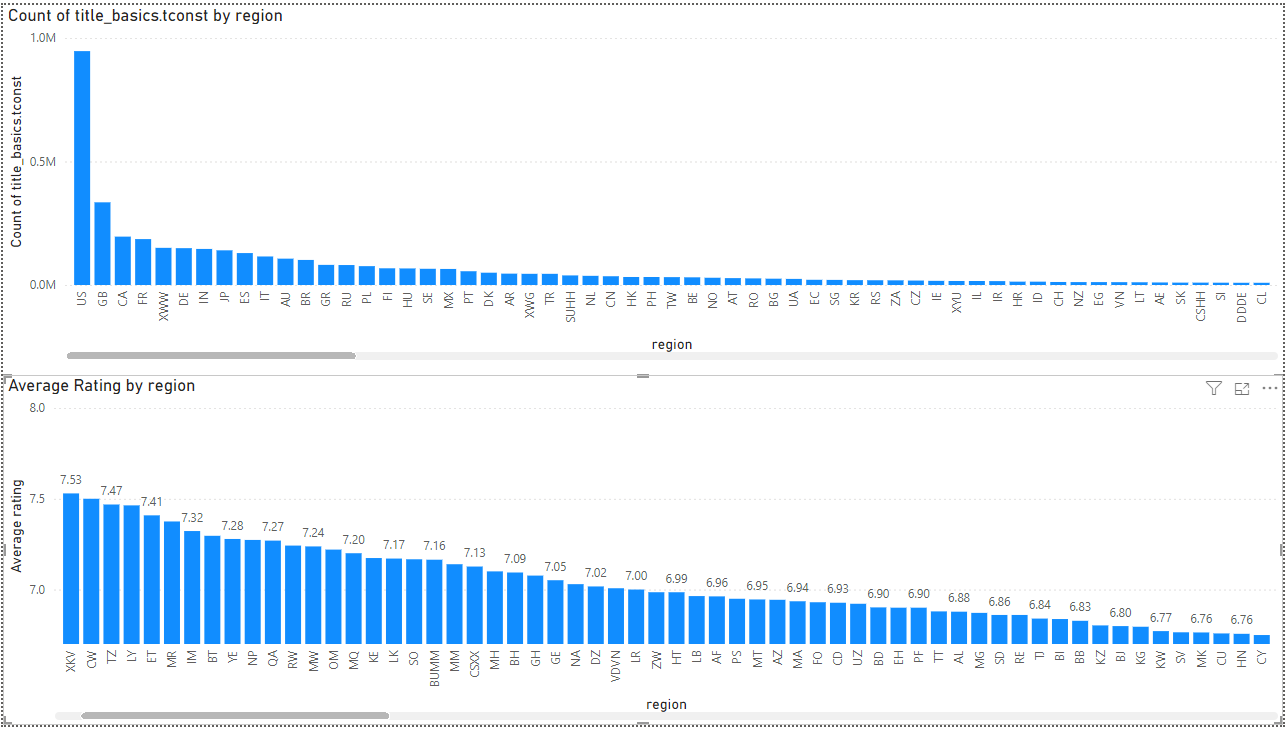 Count of title_basics.tconst by region
Count of title_basics.tconst
1.0M
0.5M
0.0M
US GB CA FR XWW DE IN JP ES IT AU BR GR RU PL FI HU SE MX PT DK AR XWG TR SUHH NL CN HK PH TW BE NO AT RO BG UA EC SG KR RS ZA CZ IE XYU IL IR HR ID CH NZ EG VN LT AE SK CSHH SI DDDE CL
region
Average Rating by region
Average rating
8.0
7.5
7.0
7.53 7.47 7.41 7.32 7.28 7.27 7.24 7.20 7.17 7.16 7.13 7.09 7.05 7.02 7.00 6.99 6.96 6.95 6.94 6.93 6.90 6.90 6.88 6.86 6.84 6.83 6.80 6.77 6.76 6.76
XKV CW TZ LY ET MR IM BT YE NP QA RW MW OM MQ KE LK SO BUMM MM CSXX MH BH GH GE NA DZ VDVN LR ZW HT LB AF PS MT AZ MA FO CD UZ BD EH PF TT AL MG SD RE TJ BI BB KZ BJ KG KW SV MK CU HN CY
region